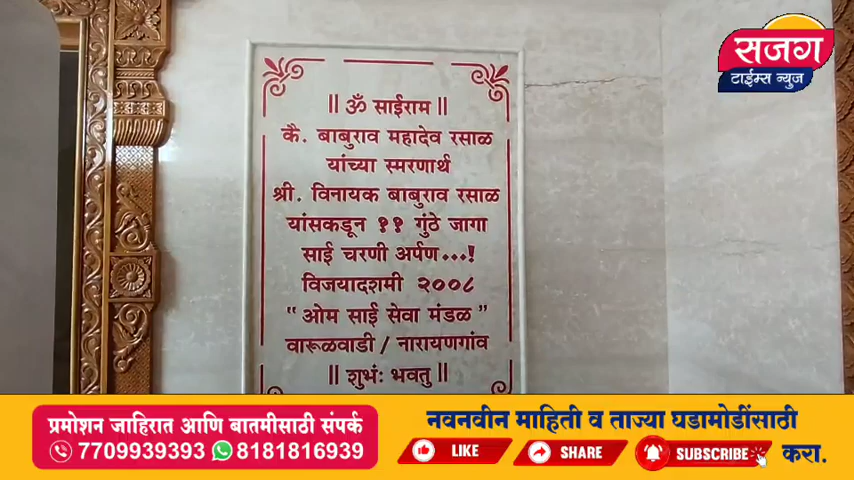 सजग
टाईम्स न्युज
॥ ॐ साईराम ॥
कै. बाबुराव महादेव रसाळ
यांच्या स्मरणार्थ
श्री. विनायक बाबुराव रसाळ
यांसकडून ११ गुंठे जागा
साई चरणी अर्पण...!
विजयादशमी २००८
“ ओम साई सेवा मंडळ ”
वारूळवाडी / नारायणगांव
॥ शुभं: भवतु ॥
प्रमोशन जाहिरात आणि बातमीसाठी संपर्क
7709939393 8181816939
नवनवीन माहिती व ताज्या घडामोडींसाठी
LIKE SHARE SUBSCRIBE करा.